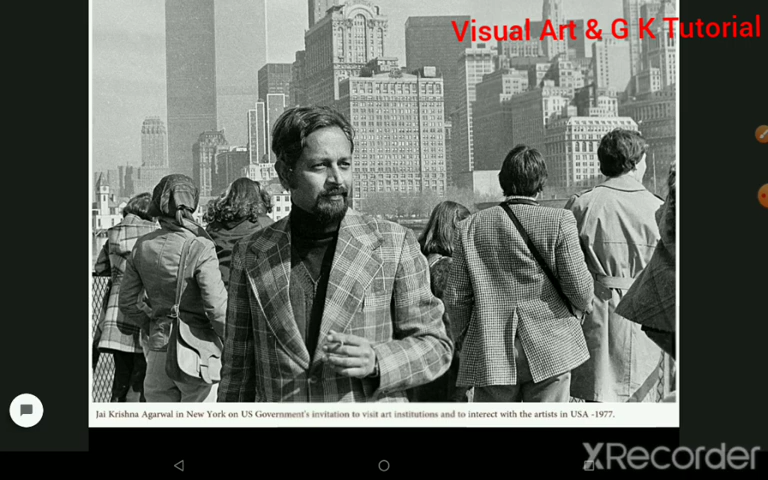 Visual Art & G K Tutorial
Jai Krishna Agarwal in New York on US Government's invitation to visit art institutions and to interect with the artists in USA -1977.
XRecorder